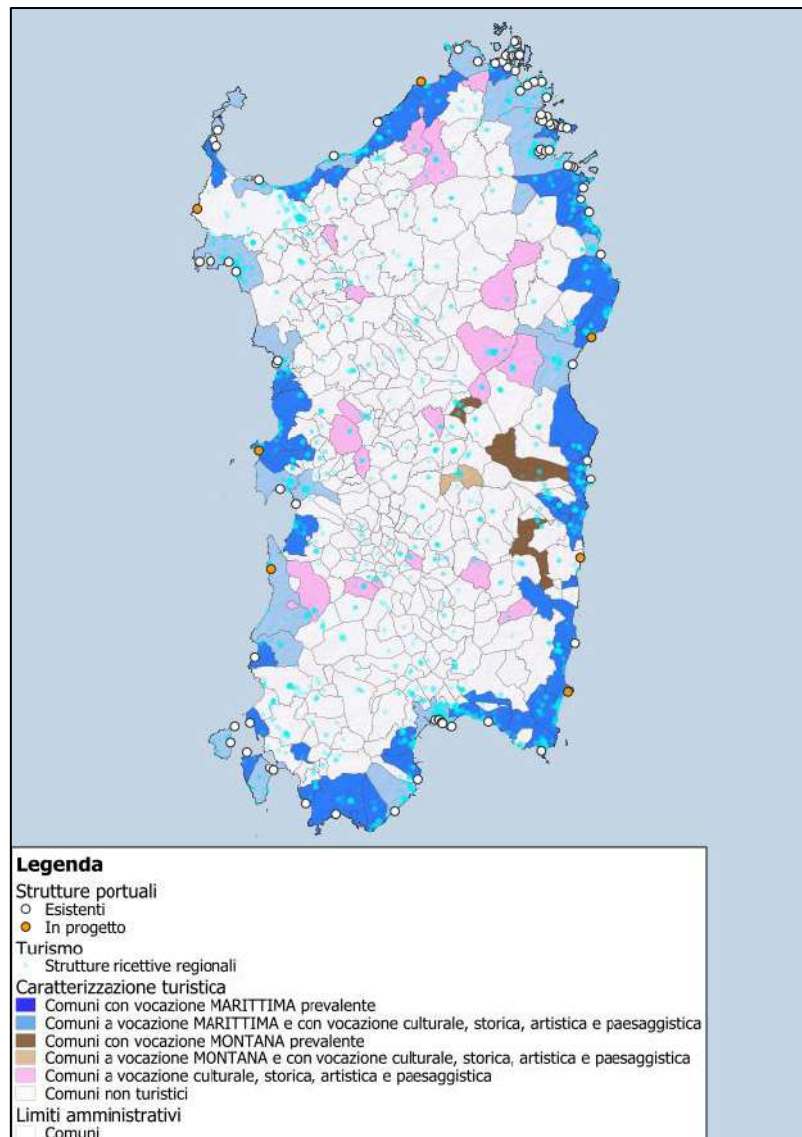 Legenda
Strutture portuali
Esistenti
In progetto
Turismo
Strutture ricettive regionali
Caratterizzazione turistica
Comuni con vocazione MARITTIMA prevalente
Comuni a vocazione MARITTIMA e con vocazione culturale, storica, artistica e paesaggistica
Comuni con vocazione MONTANA prevalente
Comuni a vocazione MONTANA e con vocazione culturale, storica, artistica e paesaggistica
Comuni a vocazione culturale, storica, artistica e paesaggistica
Comuni non turistici
Limiti amministrativi
Comuni